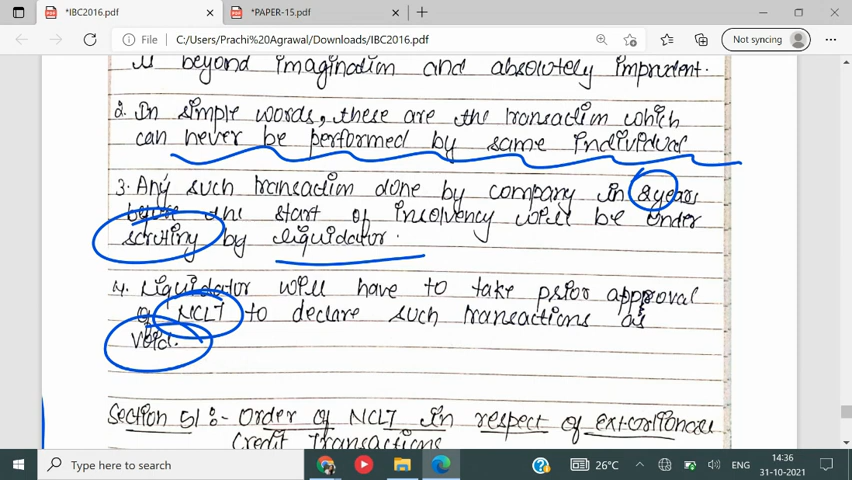 *IBC2016.pdf
*PAPER-15.pdf
File
C:/Users/Prachi%20Agrawal/Downloads/IBC2016.pdf
Not syncing
is beyond imagination and absolutely imprudent.
2. In simple words, these are the transaction which
can never be performed by same individual
3. Any such transaction done by company in 2 years
before the start of insolvency will be under
scrutiny by liquidator.
4. Liquidator will have to take prior approval
of NCLT to declare such transactions as
void.
Section 51:- Order of NCLT in respect of extortionate
Credit Transactions
Type here to search
26°C
ENG
14:36
31-10-2021